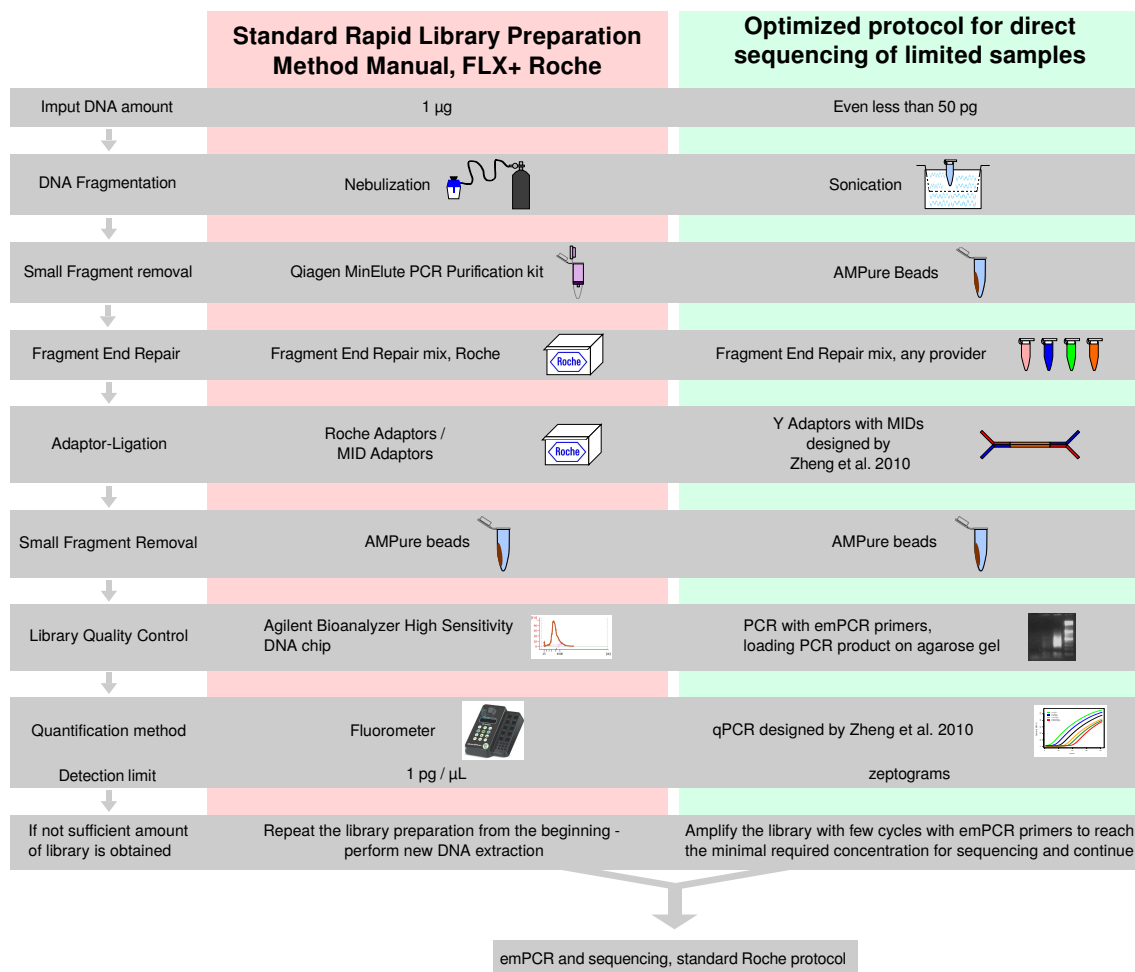 Standard Rapid Library Preparation
Method Manual, FLX+ Roche
Optimized protocol for direct
sequencing of limited samples
Imput DNA amount
1 µg
Even less than 50 pg
DNA Fragmentation
Nebulization
Sonication
Small Fragment removal
Qiagen MinElute PCR Purification kit
AMPure Beads
Fragment End Repair
Fragment End Repair mix, Roche
Roche
Fragment End Repair mix, any provider
Adaptor-Ligation
Roche Adaptors /
MID Adaptors
Roche
Y Adaptors with MIDs
designed by
Zheng et al. 2010
Small Fragment Removal
AMPure beads
AMPure beads
Library Quality Control
Agilent Bioanalyzer High Sensitivity
DNA chip
PCR with emPCR primers,
loading PCR product on agarose gel
Quantification method
Fluorometer
qPCR designed by Zheng et al. 2010
Detection limit
1 pg / µL
zeptograms
If not sufficient amount
of library is obtained
Repeat the library preparation from the beginning -
perform new DNA extraction
Amplify the library with few cycles with emPCR primers to reach
the minimal required concentration for sequencing and continue
emPCR and sequencing, standard Roche protocol